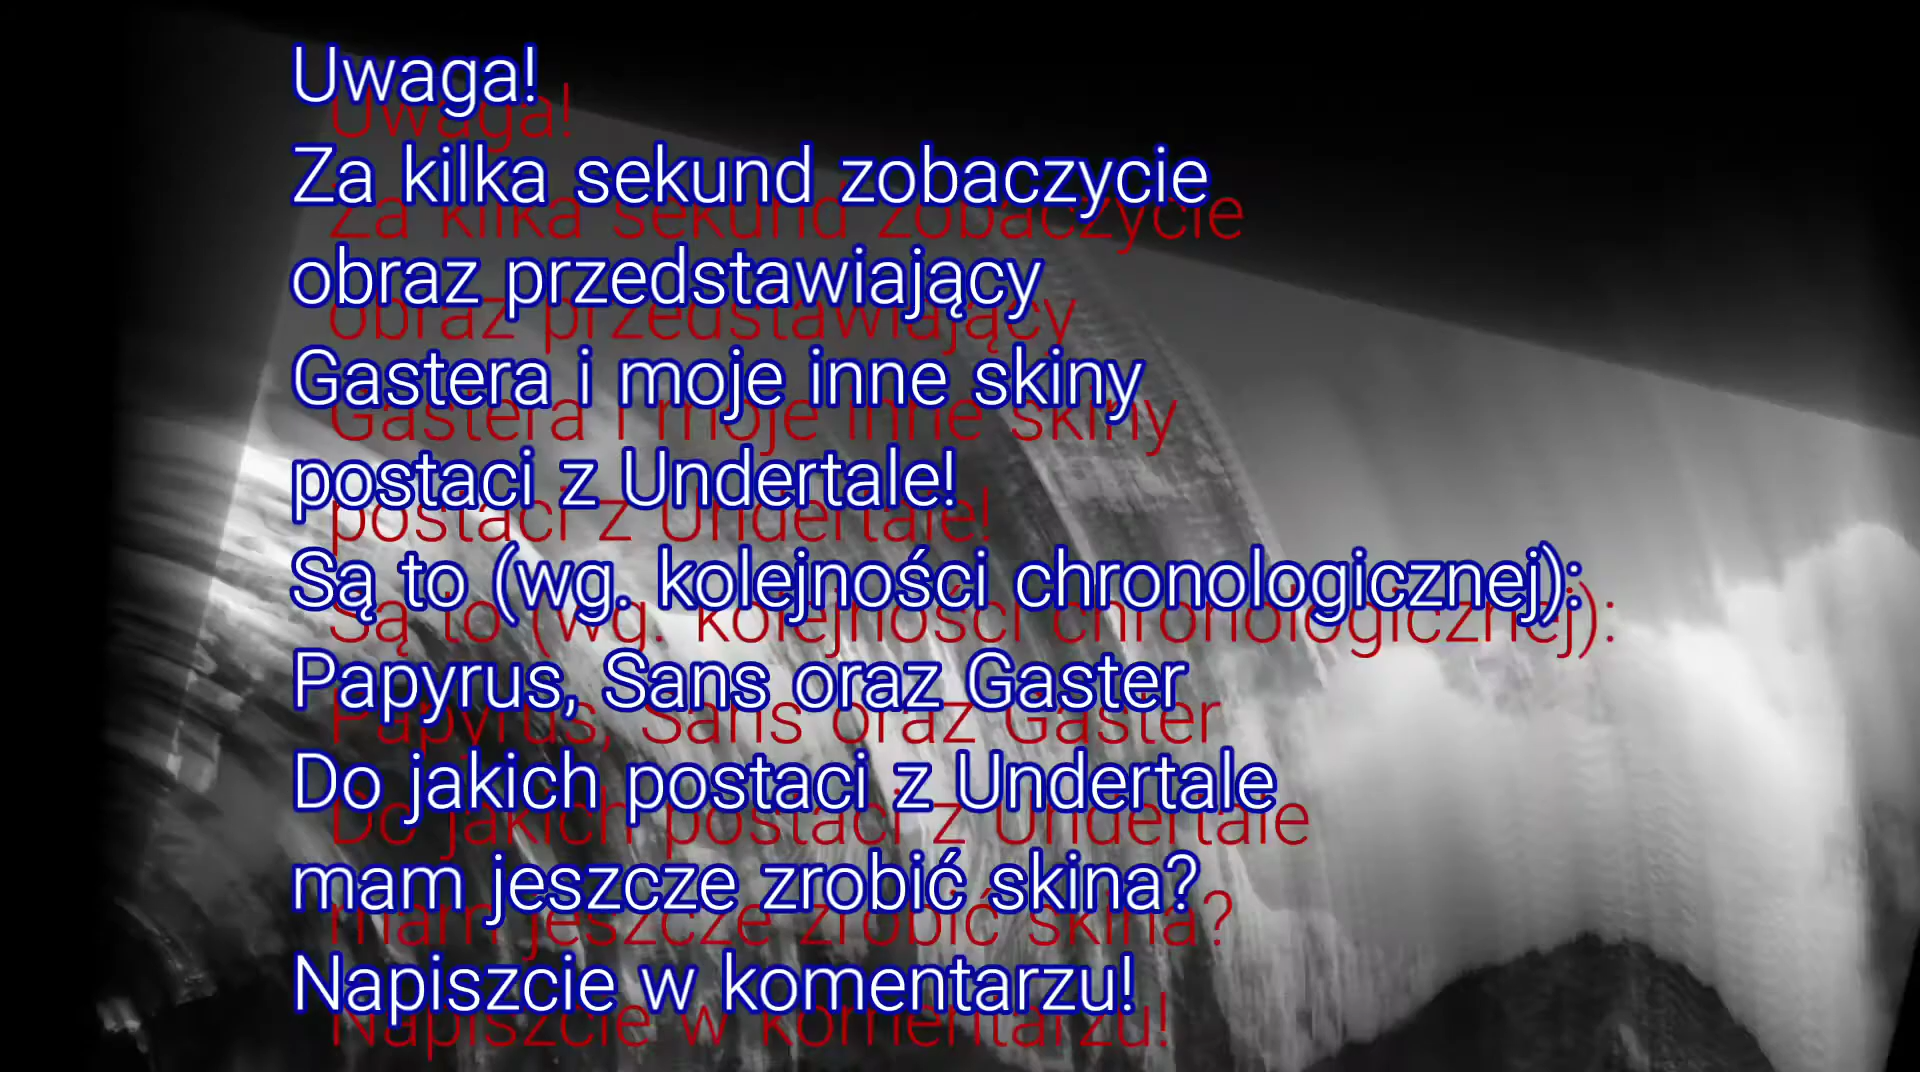 Uwaga!
Za kilka sekund zobaczycie
obraz przedstawiający
Gastera i moje inne skiny
postaci z Undertale!
Są to (wg. kolejności chronologicznej):
Papyrus, Sans oraz Gaster
Do jakich postaci z Undertale
mam jeszcze zrobić skina?
Napiszcie w komentarzu!